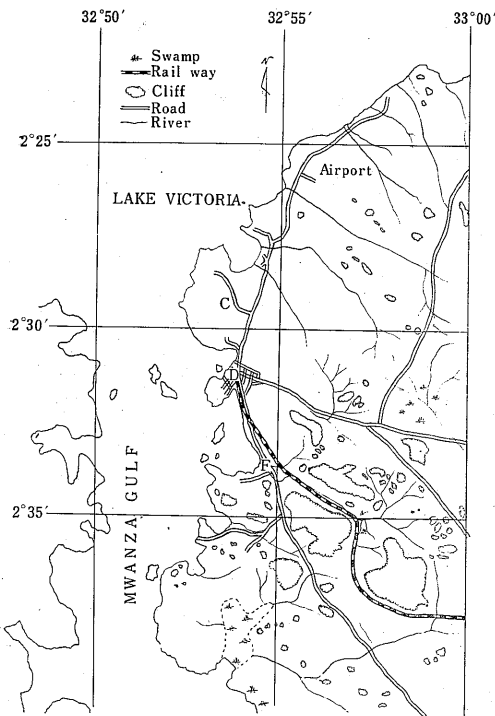 32°50' 32°55' 33°00'
N
Swamp
Rail way
Cliff
Road
River
2°25'
Airport
LAKE VICTORIA
C
2°30'
D
F
MWANZA GULF
2°35'